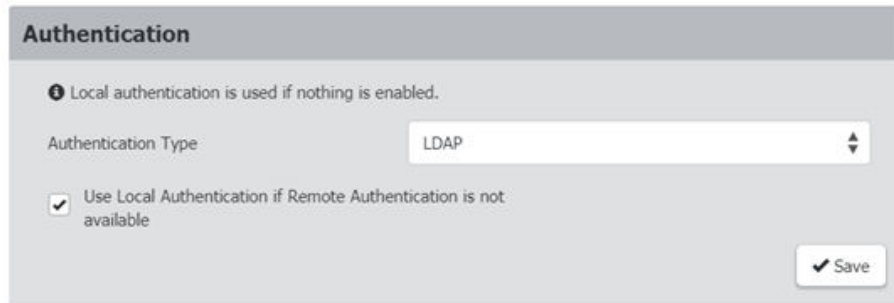 Authentication
Local authentication is used if nothing is enabled.
Authentication Type
LDAP
Use Local Authentication if Remote Authentication is not
available
Save